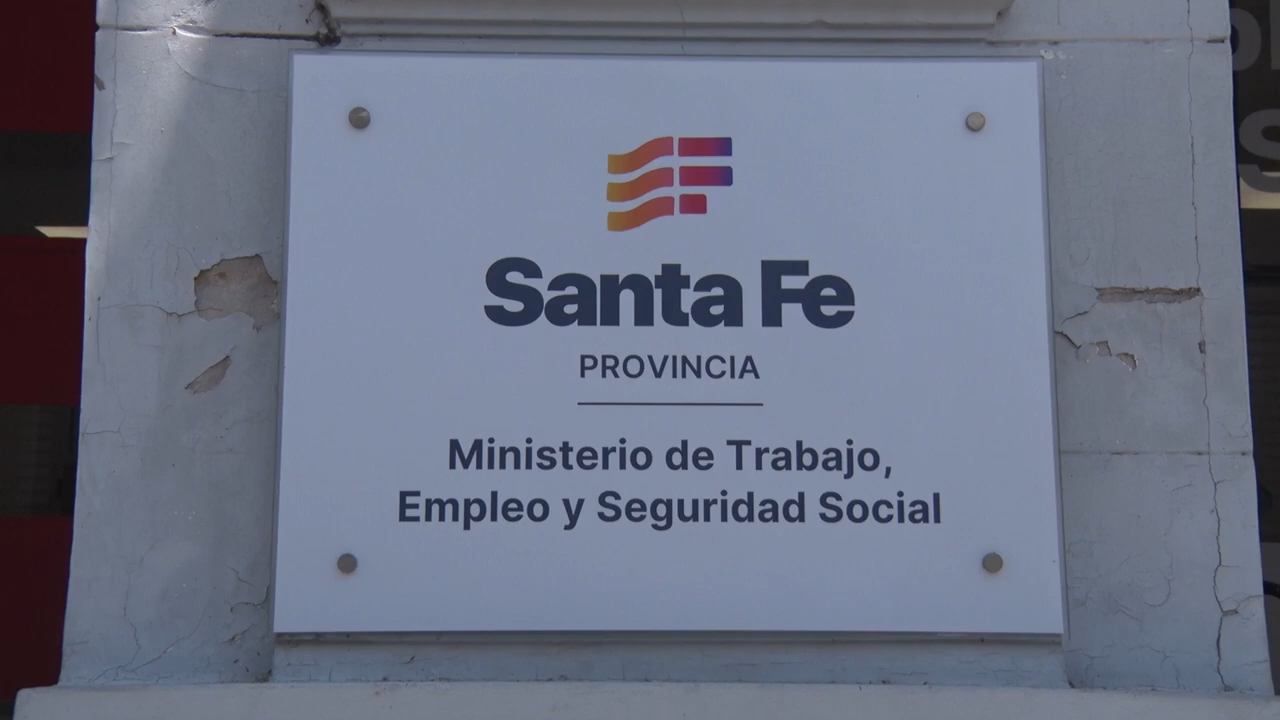 Santa Fe
PROVINCIA
Ministerio de Trabajo,
Empleo y Seguridad Social